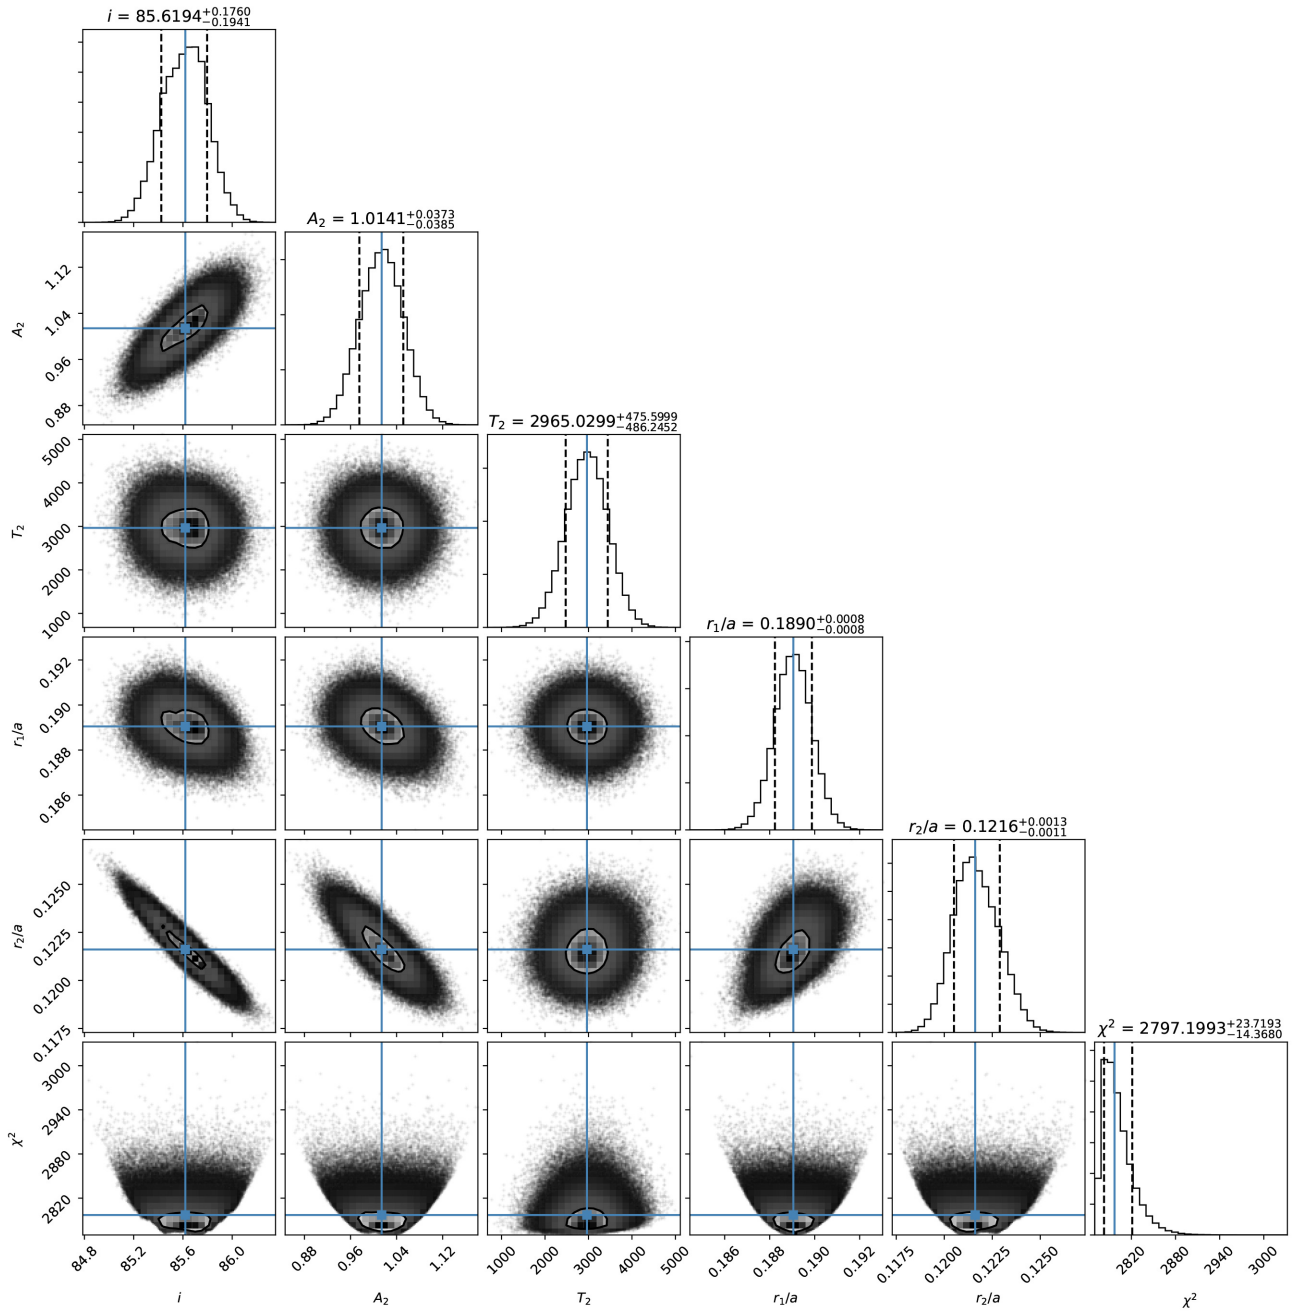 i = 85.6194 +0.1760 −0.1941
A₂ = 1.0141 +0.0373 −0.0385
1.12
1.04
0.96
0.88
A₂
T₂ = 2965.0299 +475.5999 −486.2452
5000
4000
3000
2000
1000
T₂
r₁/a = 0.1890 +0.0008 −0.0008
0.192
0.190
0.188
0.186
r₁/a
r₂/a = 0.1216 +0.0013 −0.0011
0.1250
0.1225
0.1200
0.1175
r₂/a
χ² = 2797.1993 +23.7193 −14.3680
3000
2940
2880
2820
χ²
84.8 85.2 85.6 86.0 0.88 0.96 1.04 1.12 1000 2000 3000 4000 5000 0.186 0.188 0.190 0.192 0.1175 0.1200 0.1225 0.1250 2820 2880 2940 3000
i A₂ T₂ r₁/a r₂/a χ²